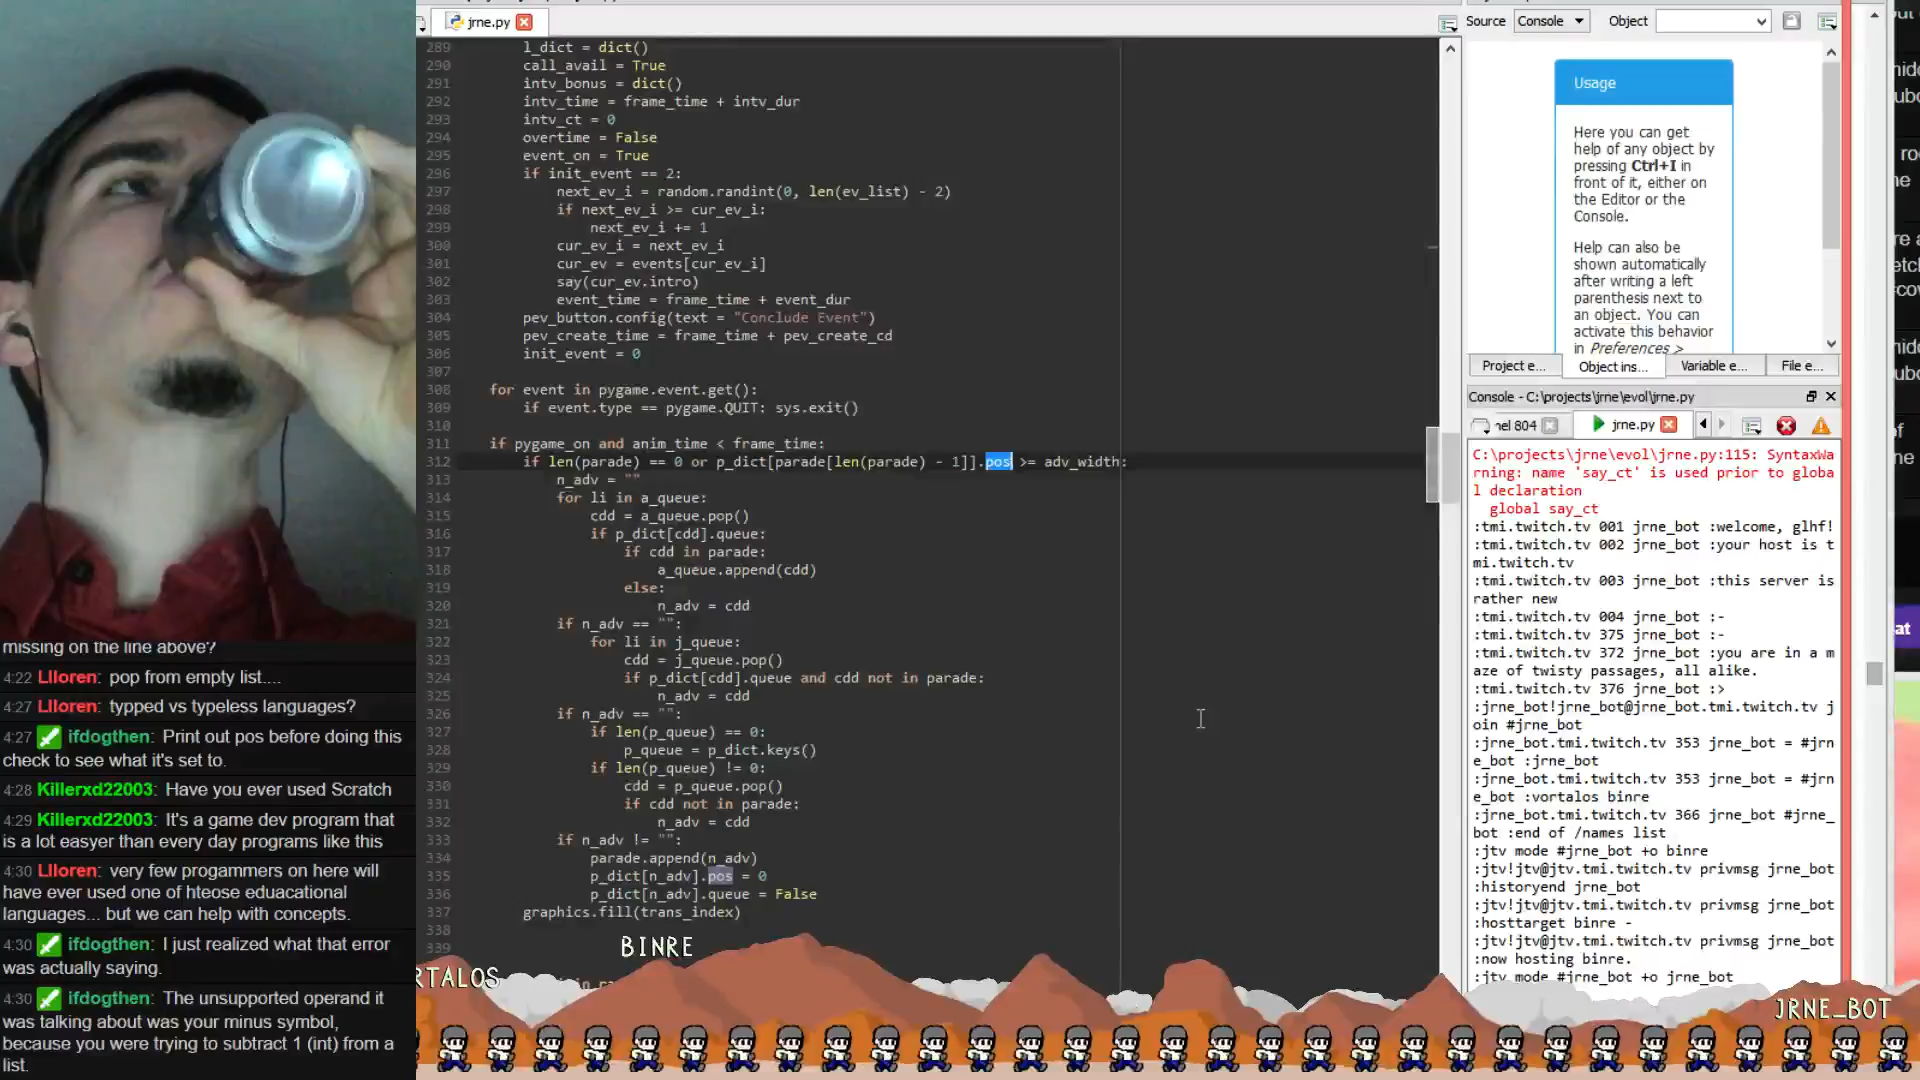 missing on the line above?
4:22 Llloren: pop from empty list....
4:27 Llloren: typped vs typeless languages?
4:27 ifdogthen: Print out pos before doing this
check to see what it's set to.
4:28 Killerxd22003: Have you ever used Scratch
4:29 Killerxd22003: It's a game dev program that
is a lot easyer than every day programs like this
4:30 Llloren: very few progammers on here will
have ever used one of hteose eduacational
languages... but we can help with concepts.
4:30 ifdogthen: I just realized what that error
was actually saying.
4:30 ifdogthen: The unsupported operand it
was talking about was your minus symbol,
because you were trying to subtract 1 (int) from a
list.
jrne.py
289 l_dict = dict()
290 call_avail = True
291 intv_bonus = dict()
292 intv_time = frame_time + intv_dur
293 intv_ct = 0
294 overtime = False
295 event_on = True
296 if init_event == 2:
297 next_ev_i = random.randint(0, len(ev_list) - 2)
298 if next_ev_i >= cur_ev_i:
299 next_ev_i += 1
300 cur_ev_i = next_ev_i
301 cur_ev = events[cur_ev_i]
302 say(cur_ev.intro)
303 event_time = frame_time + event_dur
304 pev_button.config(text = "Conclude Event")
305 pev_create_time = frame_time + pev_create_cd
306 init_event = 0
307
308 for event in pygame.event.get():
309 if event.type == pygame.QUIT: sys.exit()
310
311 if pygame_on and anim_time < frame_time:
312 if len(parade) == 0 or p_dict[parade[len(parade) - 1]].pos >= adv_width:
313 n_adv = ""
314 for li in a_queue:
315 cdd = a_queue.pop()
316 if p_dict[cdd].queue:
317 if cdd in parade:
318 a_queue.append(cdd)
319 else:
320 n_adv = cdd
321 if n_adv == "":
322 for li in j_queue:
323 cdd = j_queue.pop()
324 if p_dict[cdd].queue and cdd not in parade:
325 n_adv = cdd
326 if n_adv == "":
327 if len(p_queue) == 0:
328 p_queue = p_dict.keys()
329 if len(p_queue) != 0:
330 cdd = p_queue.pop()
331 if cdd not in parade:
332 n_adv = cdd
333 if n_adv != "":
334 parade.append(n_adv)
335 p_dict[n_adv].pos = 0
336 p_dict[n_adv].queue = False
337 graphics.fill(trans_index)
338
339
BINRE
RTALOS
JRNE_BOT
Source Console Object
Usage
Here you can get
help of any object by
pressing Ctrl+I in
front of it, either on
the Editor or the
Console.
Help can also be
shown automatically
after writing a left
parenthesis next to
an object. You can
activate this behavior
in Preferences >
Project e... Object ins... Variable e... File e...
Console - C:\projects\jrne\evol\jrne.py
nel 804 jrne.py
C:\projects\jrne\evol\jrne.py:115: SyntaxWa
rning: name 'say_ct' is used prior to globa
l declaration
global say_ct
:tmi.twitch.tv 001 jrne_bot :welcome, glhf!
:tmi.twitch.tv 002 jrne_bot :your host is t
mi.twitch.tv
:tmi.twitch.tv 003 jrne_bot :this server is
rather new
:tmi.twitch.tv 004 jrne_bot :-
:tmi.twitch.tv 375 jrne_bot :-
:tmi.twitch.tv 372 jrne_bot :you are in a m
aze of twisty passages, all alike.
:tmi.twitch.tv 376 jrne_bot :>
:jrne_bot!jrne_bot@jrne_bot.tmi.twitch.tv j
oin #jrne_bot
:jrne_bot.tmi.twitch.tv 353 jrne_bot = #jrn
e_bot :jrne_bot
:jrne_bot.tmi.twitch.tv 353 jrne_bot = #jrn
e_bot :vortalos binre
:jrne_bot.tmi.twitch.tv 366 jrne_bot #jrne_
bot :end of /names list
:jtv mode #jrne_bot +o binre
:jtv!jtv@jtv.tmi.twitch.tv privmsg jrne_bot
:historyend jrne_bot
:jtv!jtv@jtv.tmi.twitch.tv privmsg jrne_bot
:hosttarget binre -
:jtv!jtv@jtv.tmi.twitch.tv privmsg jrne_bot
:now hosting binre.
:jtv mode #jrne_bot +o jrne_bot